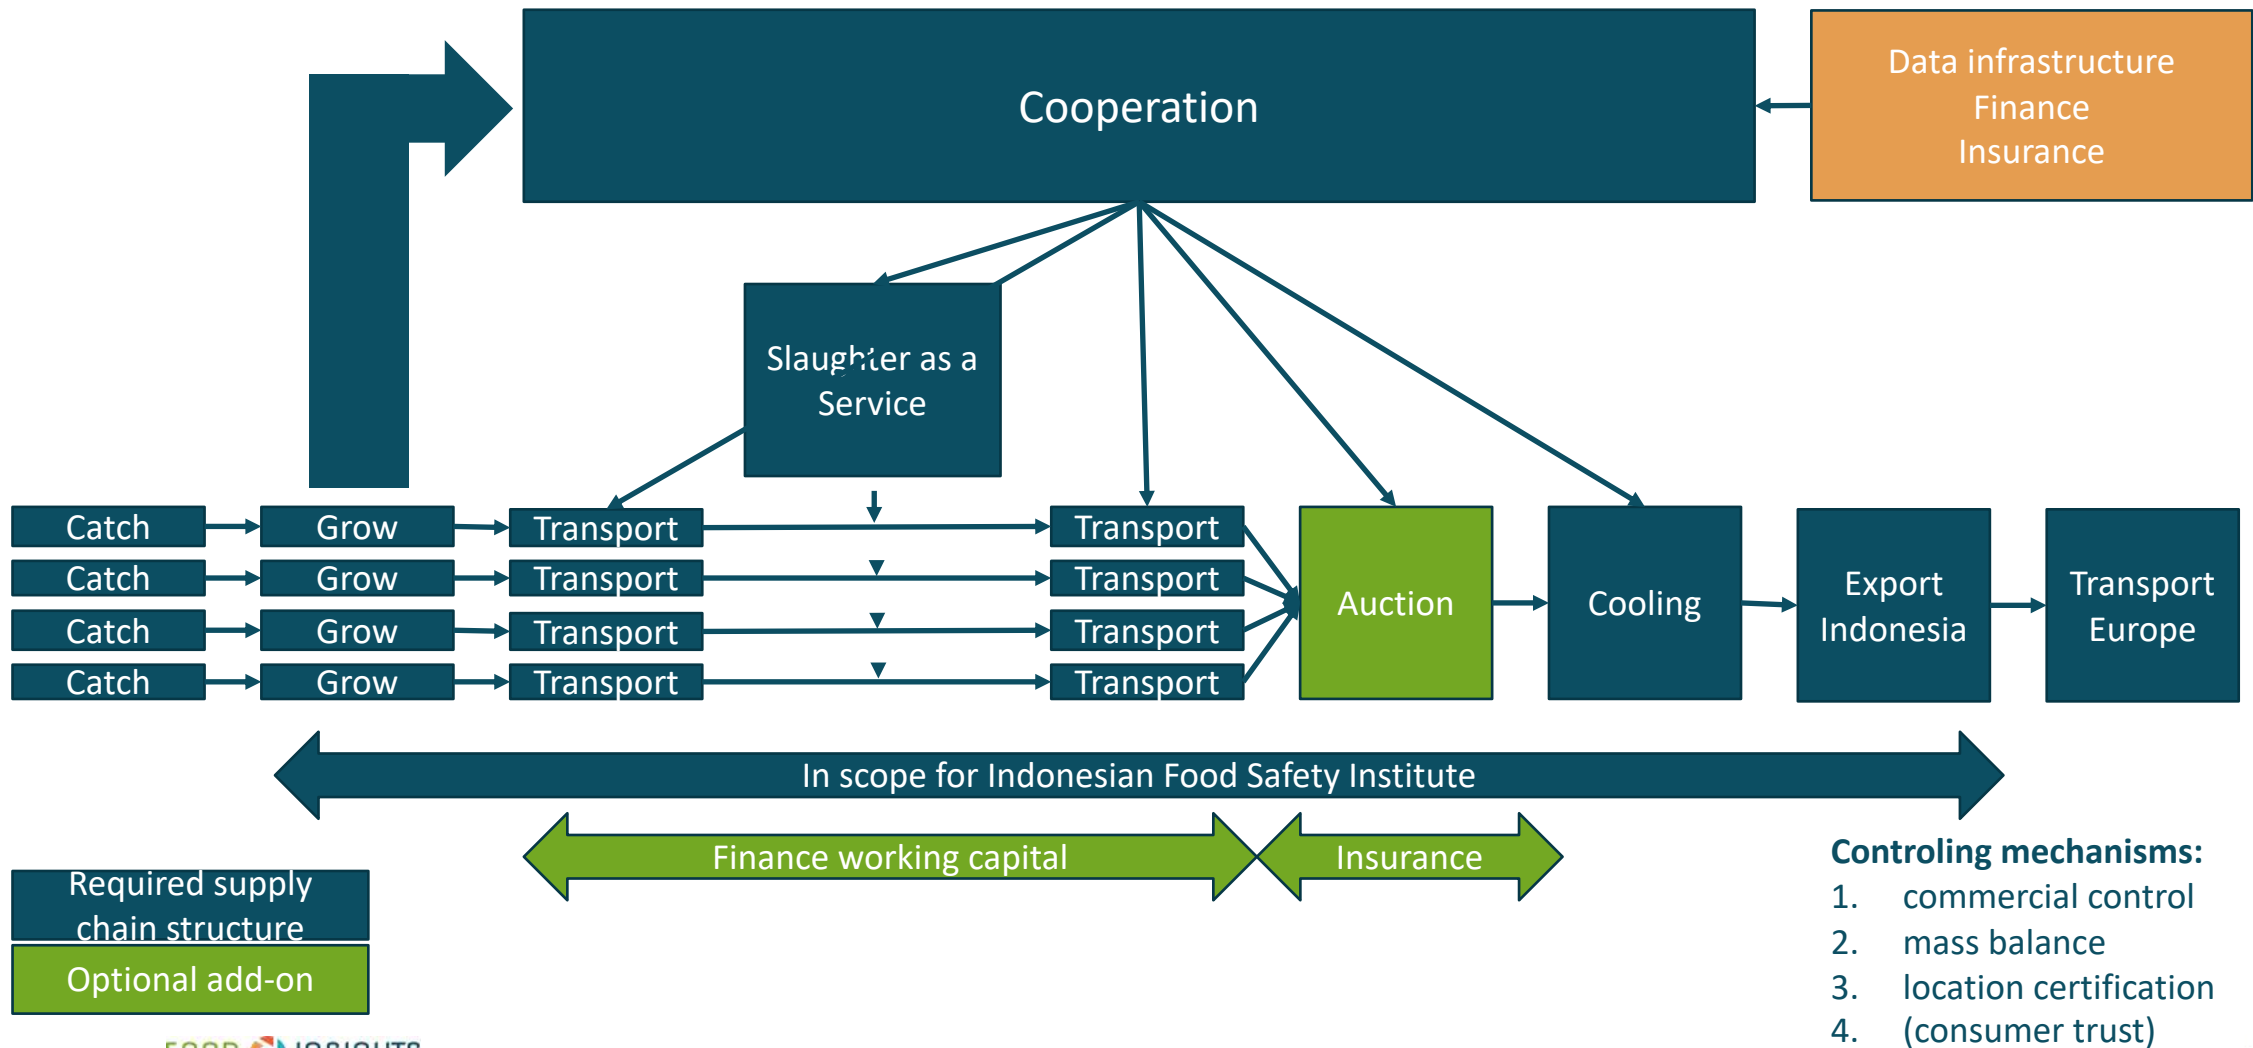 Cooperation
Data infrastructure
Finance
Insurance
Slaughter as a
Service
Catch
Grow
Transport
Transport
Catch
Grow
Transport
Transport
Catch
Grow
Transport
Transport
Catch
Grow
Transport
Transport
Auction
Cooling
Export
Indonesia
Transport
Europe
In scope for Indonesian Food Safety Institute
Finance working capital
Insurance
Required supply
chain structure
Optional add-on
Controling mechanisms:
1. commercial control
2. mass balance
3. location certification
4. (consumer trust)
FOOD INSIGHTS